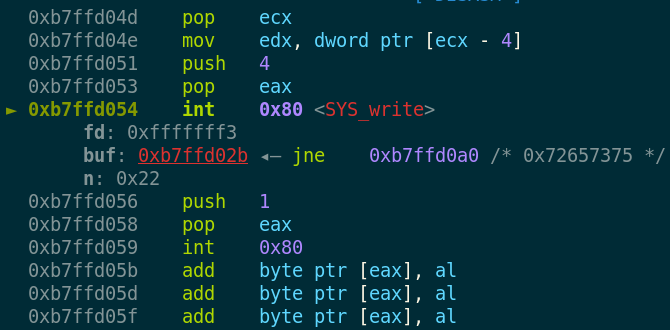 0xb7ffd04d pop ecx
0xb7ffd04e mov edx, dword ptr [ecx - 4]
0xb7ffd051 push 4
0xb7ffd053 pop eax
► 0xb7ffd054 int 0x80 <SYS_write>
fd: 0xfffffff3
buf: 0xb7ffd02b ◂— jne 0xb7ffd0a0 /* 0x72657375 */
n: 0x22
0xb7ffd056 push 1
0xb7ffd058 pop eax
0xb7ffd059 int 0x80
0xb7ffd05b add byte ptr [eax], al
0xb7ffd05d add byte ptr [eax], al
0xb7ffd05f add byte ptr [eax], al